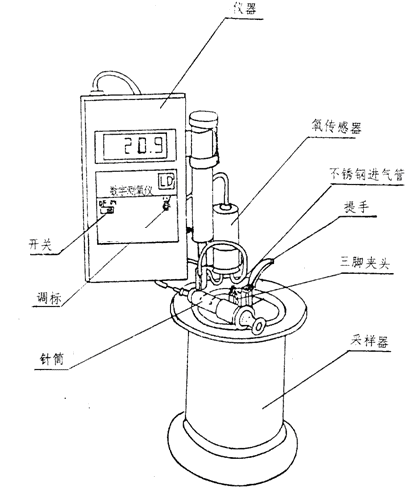 仪器
20.9
氧传感器
LD
数字测氧仪
不锈钢进气管
提手
开关
三脚夹头
调标
采样器
针筒